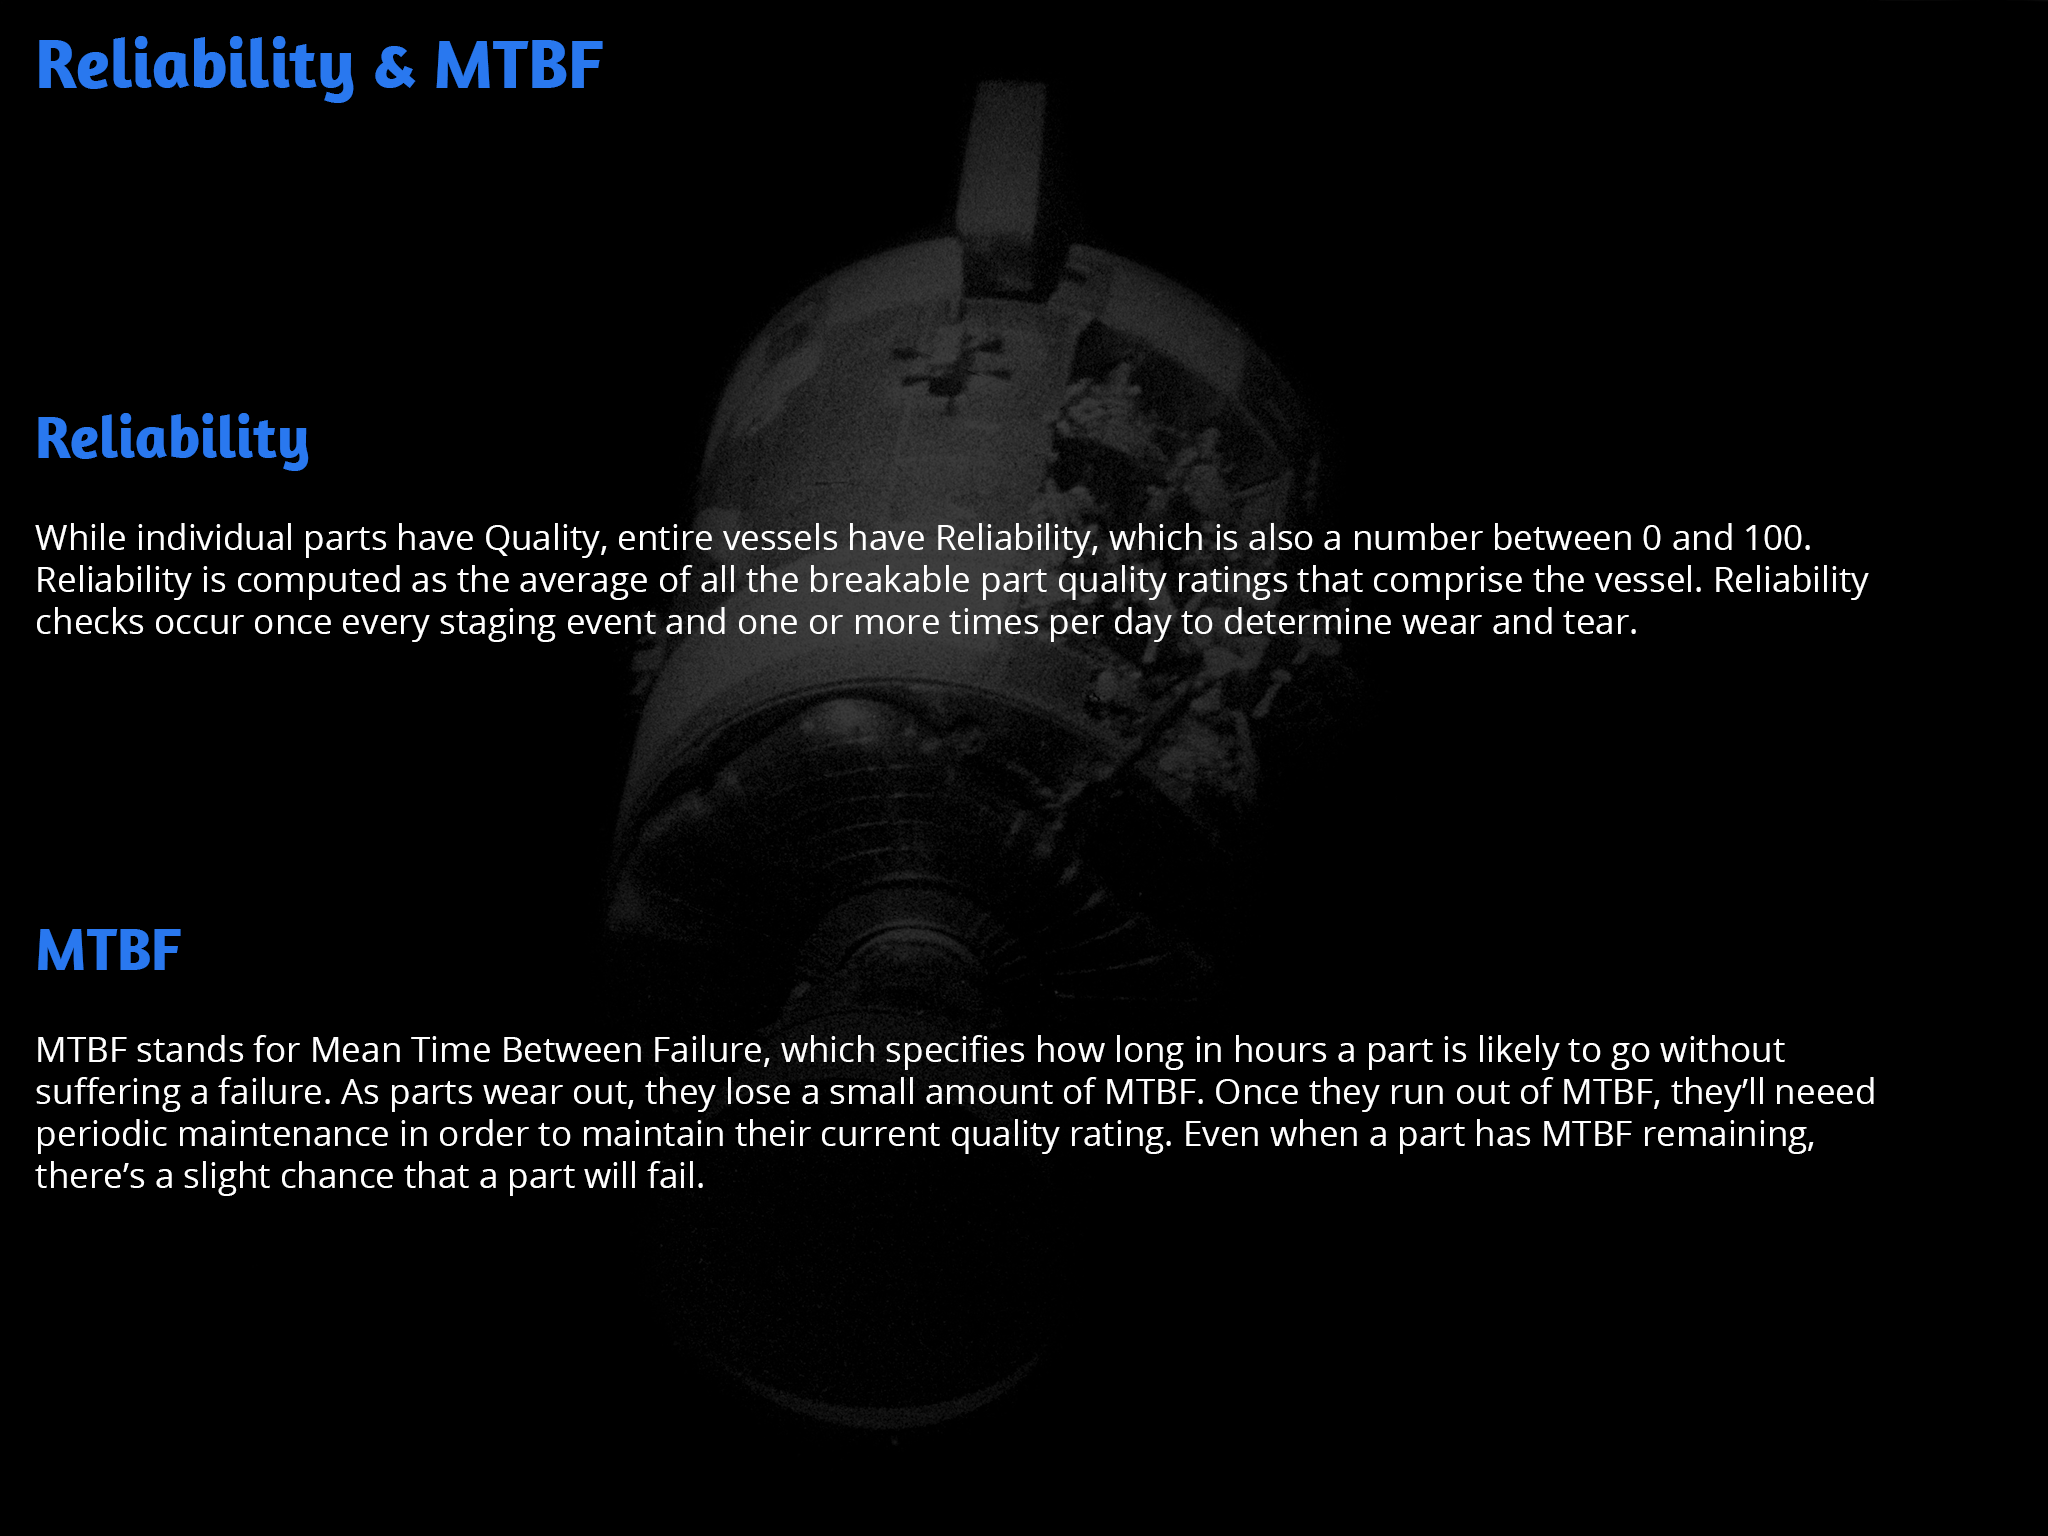 Reliability & MTBF
Reliability
While individual parts have Quality, entire vessels have Reliability, which is also a number between 0 and 100.
Reliability is computed as the average of all the breakable part quality ratings that comprise the vessel. Reliability
checks occur once every staging event and one or more times per day to determine wear and tear.
MTBF
MTBF stands for Mean Time Between Failure, which specifies how long in hours a part is likely to go without
suffering a failure. As parts wear out, they lose a small amount of MTBF. Once they run out of MTBF, they’ll neeed
periodic maintenance in order to maintain their current quality rating. Even when a part has MTBF remaining,
there’s a slight chance that a part will fail.